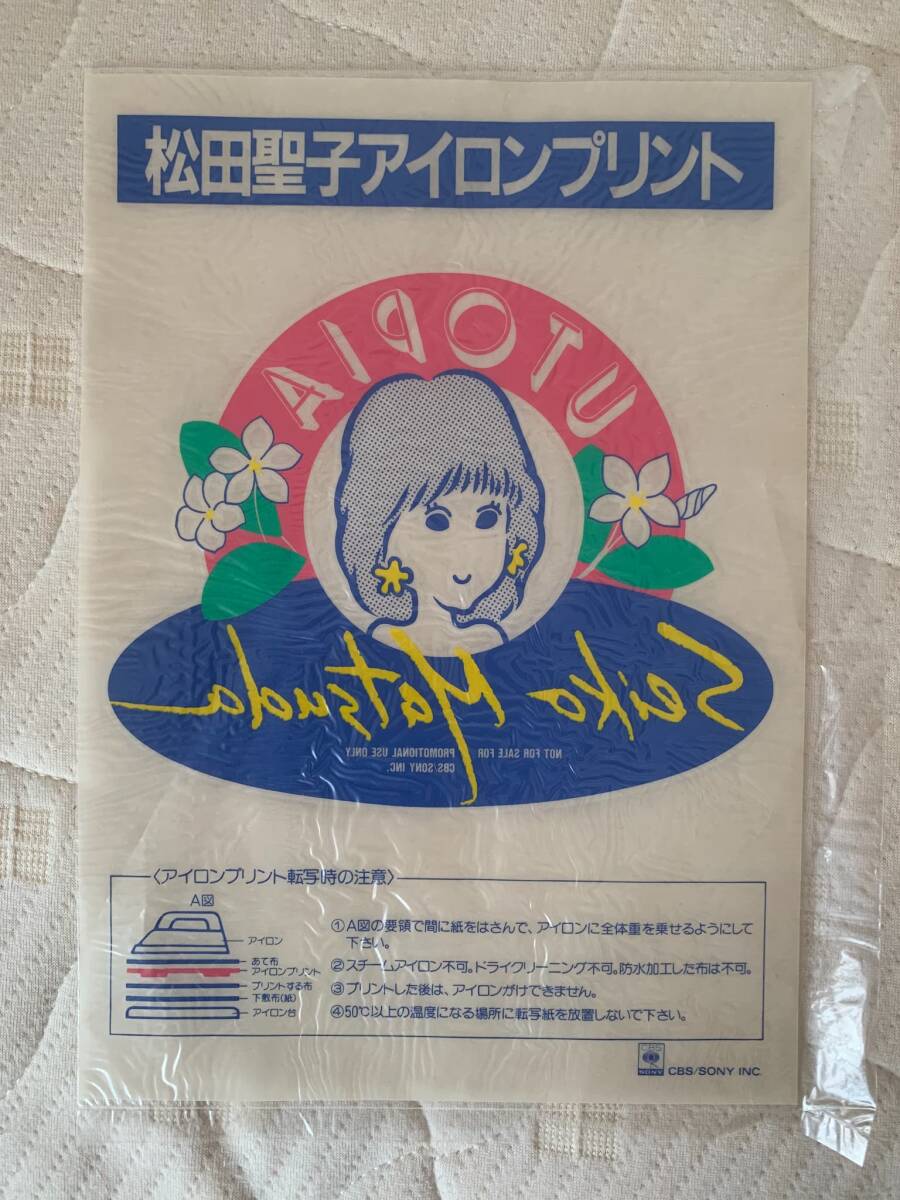 松田聖子アイロンプリント
UTOPIA
Seiko Matsuda
NOT FOR SALE FOR PROMOTIONAL USE ONLY
CBS/SONY INC.
〈アイロンプリント転写時の注意〉
A図
アイロン
あて布
アイロンプリント
プリントする布
下敷布(紙)
アイロン台
①A図の要領で間に紙をはさんで、アイロンに全体重を乗せるようにして
下さい。
②スチームアイロン不可。ドライクリーニング不可。防水加工した布は不可。
③プリントした後は、アイロンがけできません。
④50℃以上の温度になる場所に転写紙を放置しないで下さい。
CBS
SONY
CBS/SONY INC.